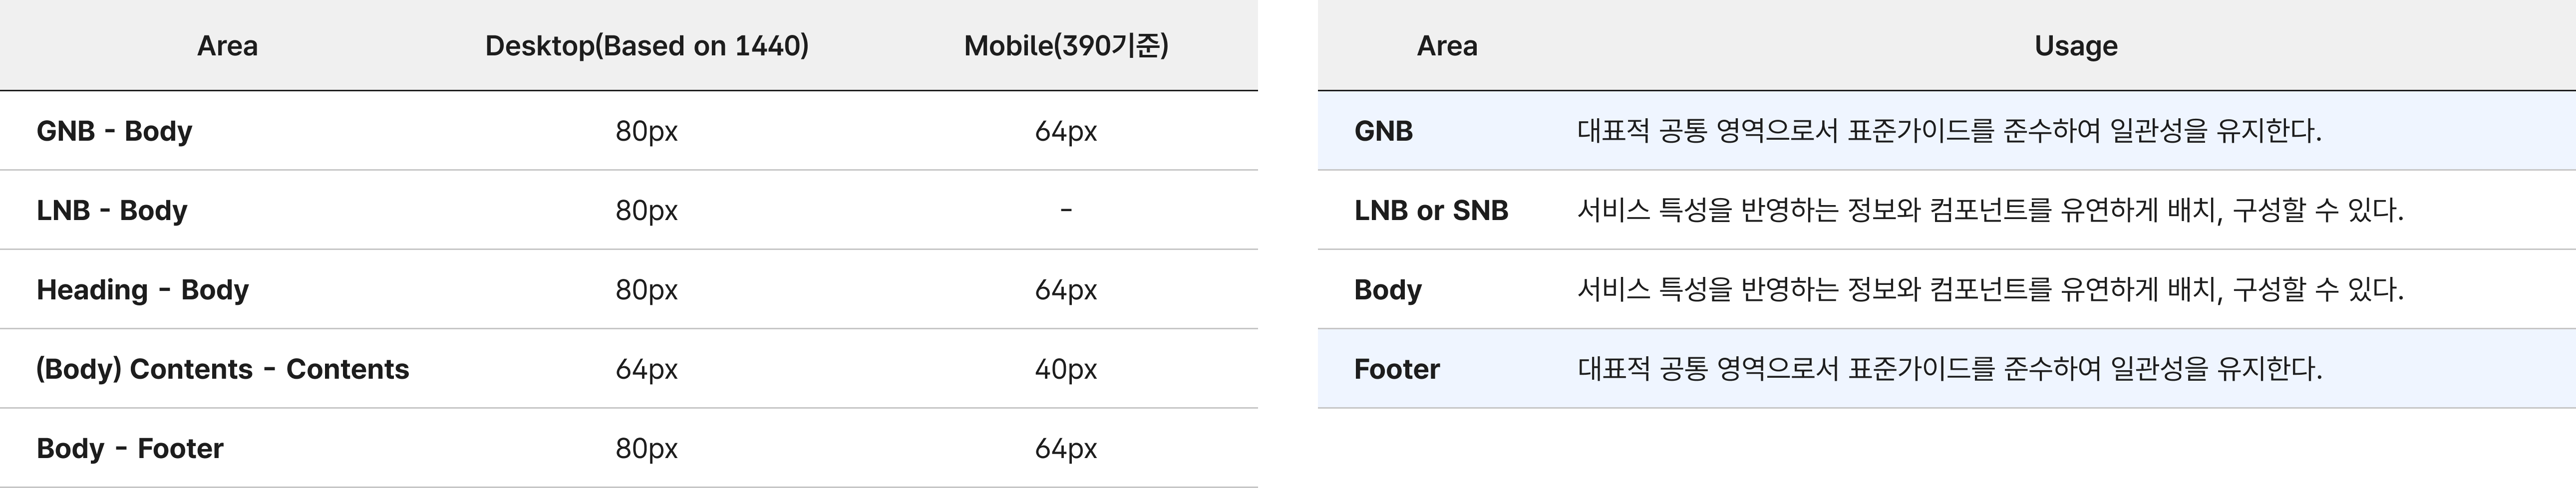 Area Desktop(Based on 1440) Mobile(390기준)
GNB - Body 80px 64px
LNB - Body 80px -
Heading - Body 80px 64px
(Body) Contents - Contents 64px 40px
Body - Footer 80px 64px
Area Usage
GNB 대표적 공통 영역으로서 표준가이드를 준수하여 일관성을 유지한다.
LNB or SNB 서비스 특성을 반영하는 정보와 컴포넌트를 유연하게 배치, 구성할 수 있다.
Body 서비스 특성을 반영하는 정보와 컴포넌트를 유연하게 배치, 구성할 수 있다.
Footer 대표적 공통 영역으로서 표준가이드를 준수하여 일관성을 유지한다.